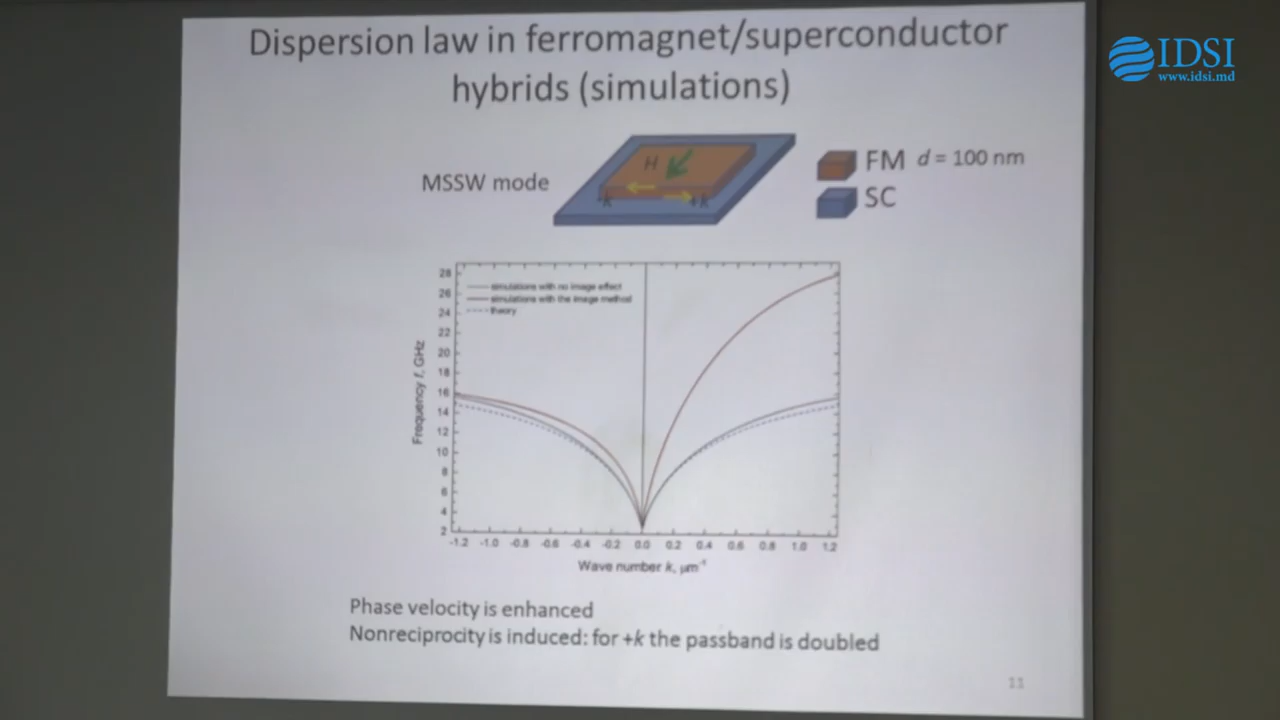 Dispersion law in ferromagnet/superconductor
hybrids (simulations)
IDSI
www.idsi.md
MSSW mode
H
-k
+k
FM d = 100 nm
SC
simulations with no image effect
simulations with the image method
theory
Frequency f, GHz
28
26
24
22
20
18
16
14
12
10
8
6
4
2
-1.2 -1.0 -0.8 -0.6 -0.4 -0.2 0.0 0.2 0.4 0.6 0.8 1.0 1.2
Wave number k, μm⁻¹
Phase velocity is enhanced
Nonreciprocity is induced: for +k the passband is doubled
11